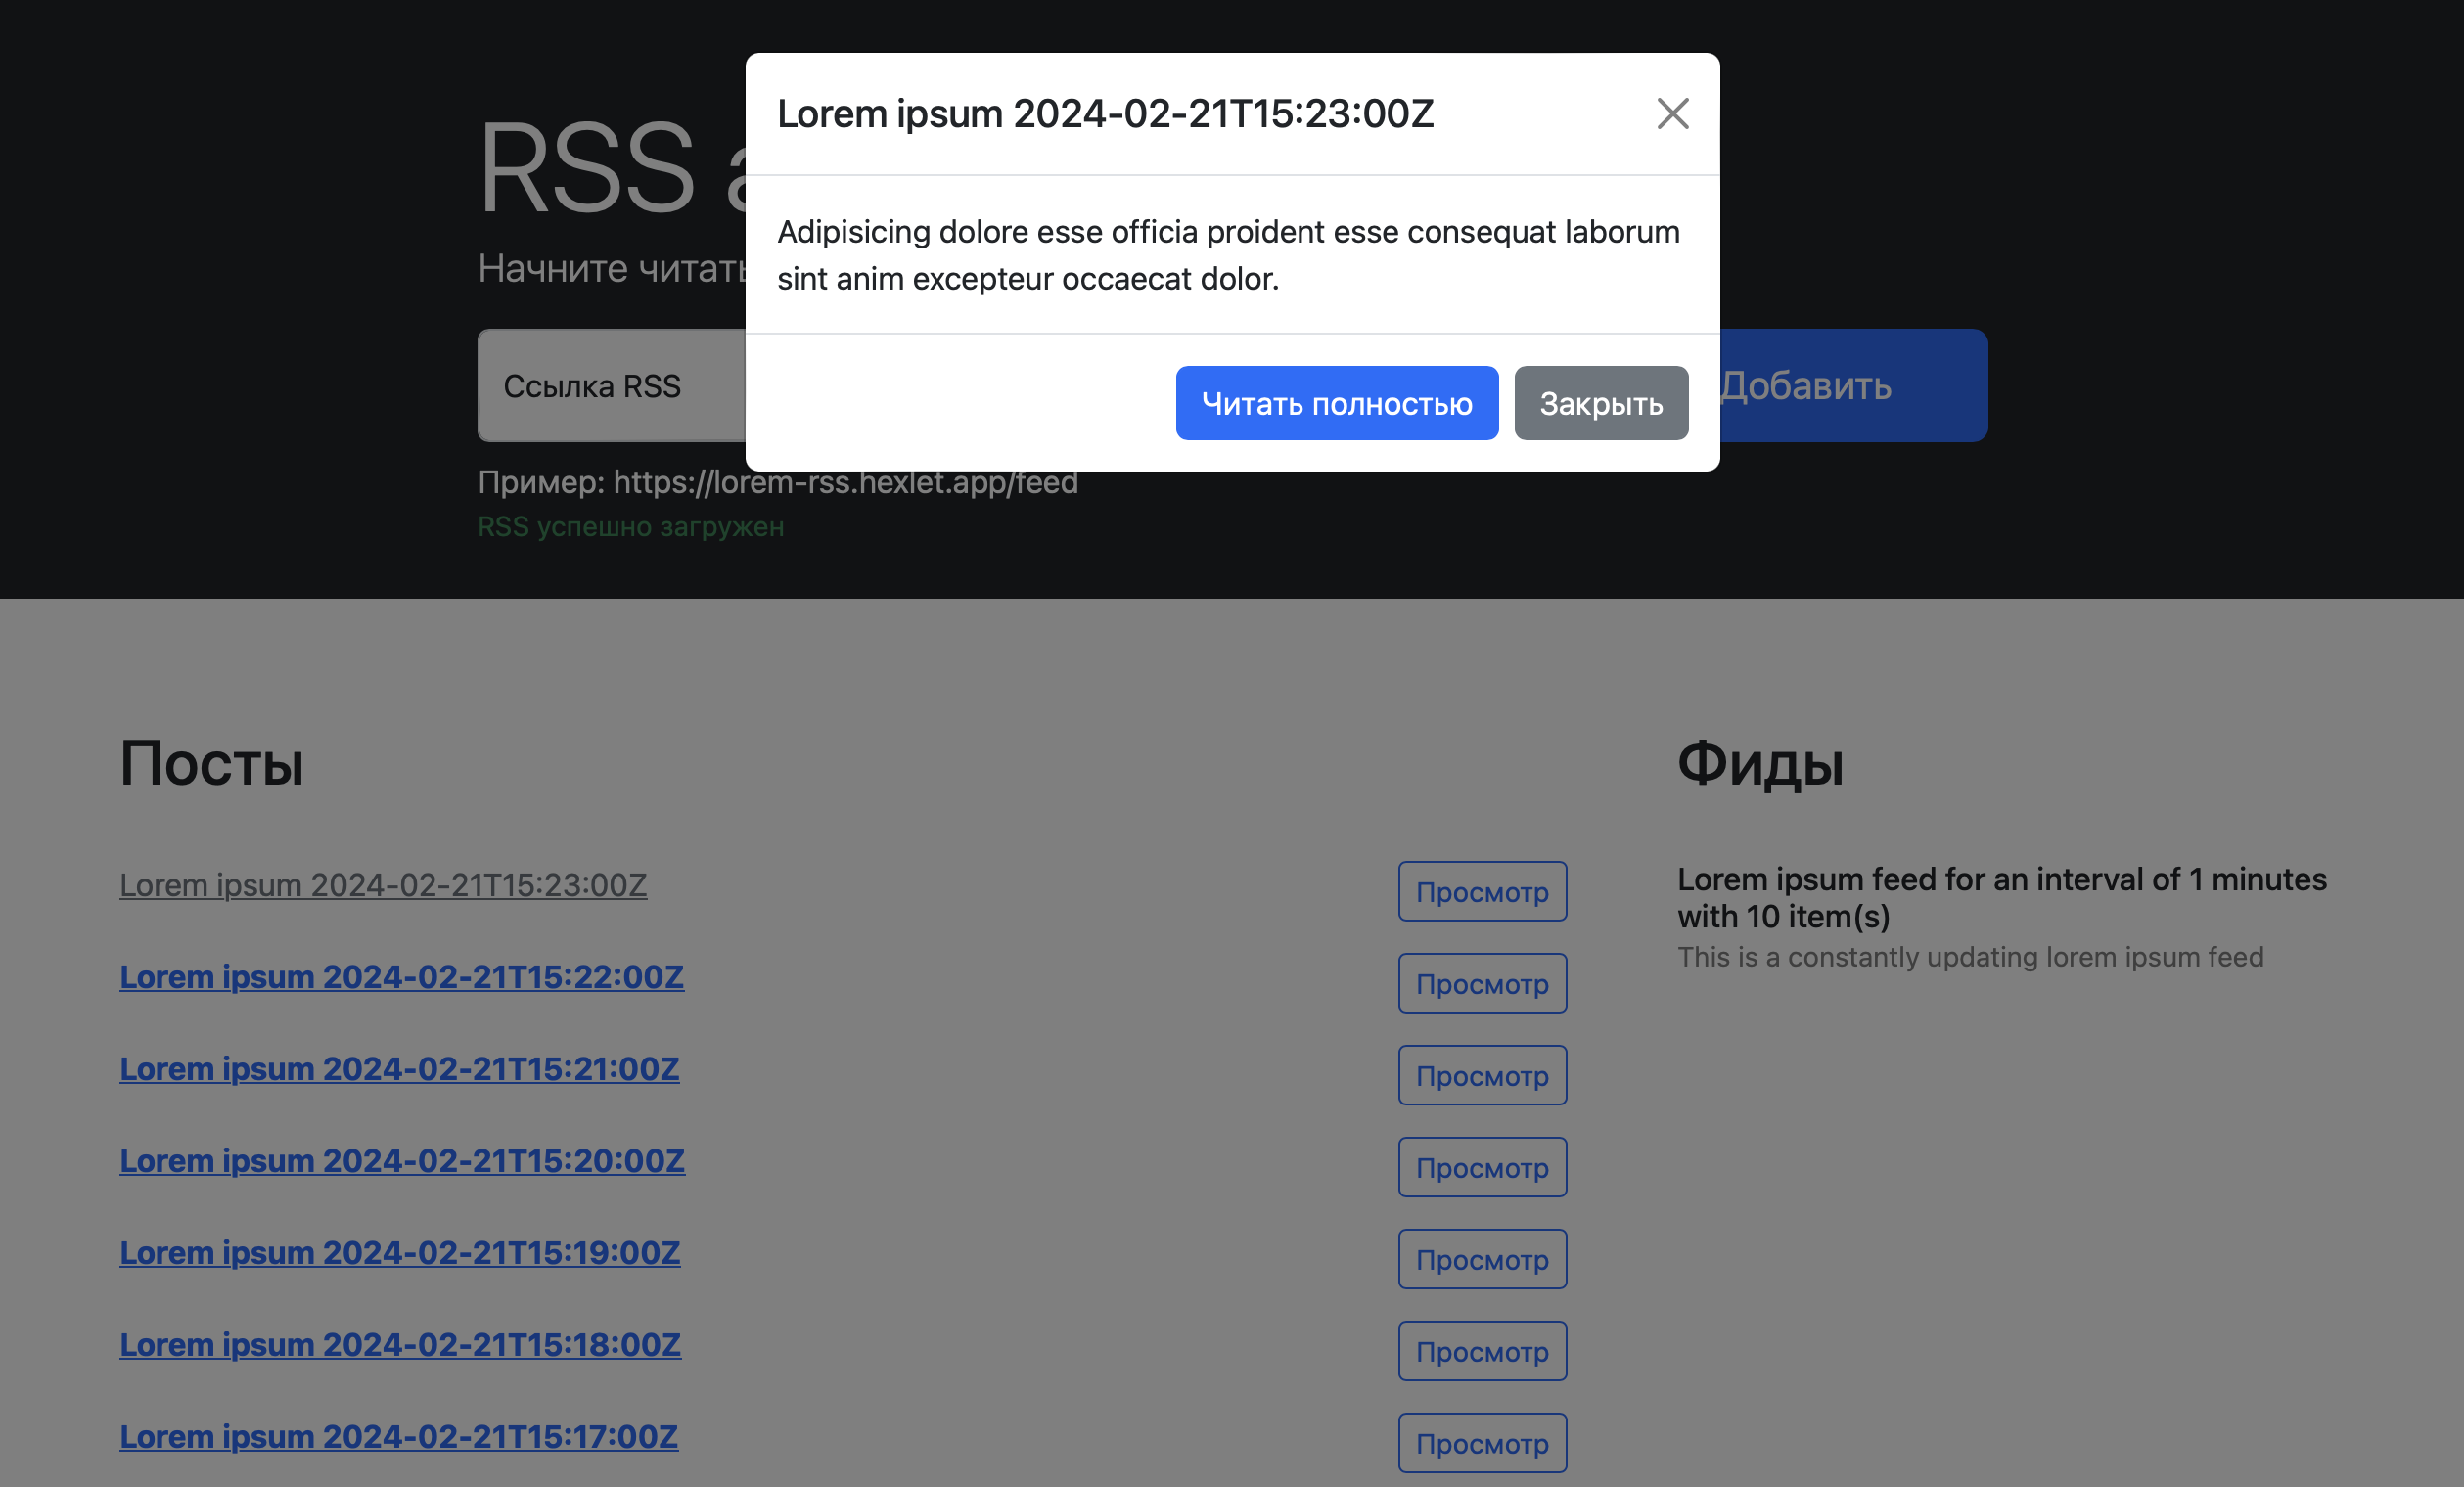 Lorem ipsum 2024-02-21T15:23:00Z
Adipisicing dolore esse officia proident esse consequat laborum
sint anim excepteur occaecat dolor.
Читать полностью
Закрыть
RSS
Начните читать
Ссылка RSS
Добавить
Пример: https://lorem-rss.hexlet.app/feed
RSS успешно загружен
Посты
Lorem ipsum 2024-02-21T15:23:00Z
Просмотр
Lorem ipsum 2024-02-21T15:22:00Z
Просмотр
Lorem ipsum 2024-02-21T15:21:00Z
Просмотр
Lorem ipsum 2024-02-21T15:20:00Z
Просмотр
Lorem ipsum 2024-02-21T15:19:00Z
Просмотр
Lorem ipsum 2024-02-21T15:18:00Z
Просмотр
Lorem ipsum 2024-02-21T15:17:00Z
Просмотр
Фиды
Lorem ipsum feed for an interval of 1 minutes
with 10 item(s)
This is a constantly updating lorem ipsum feed